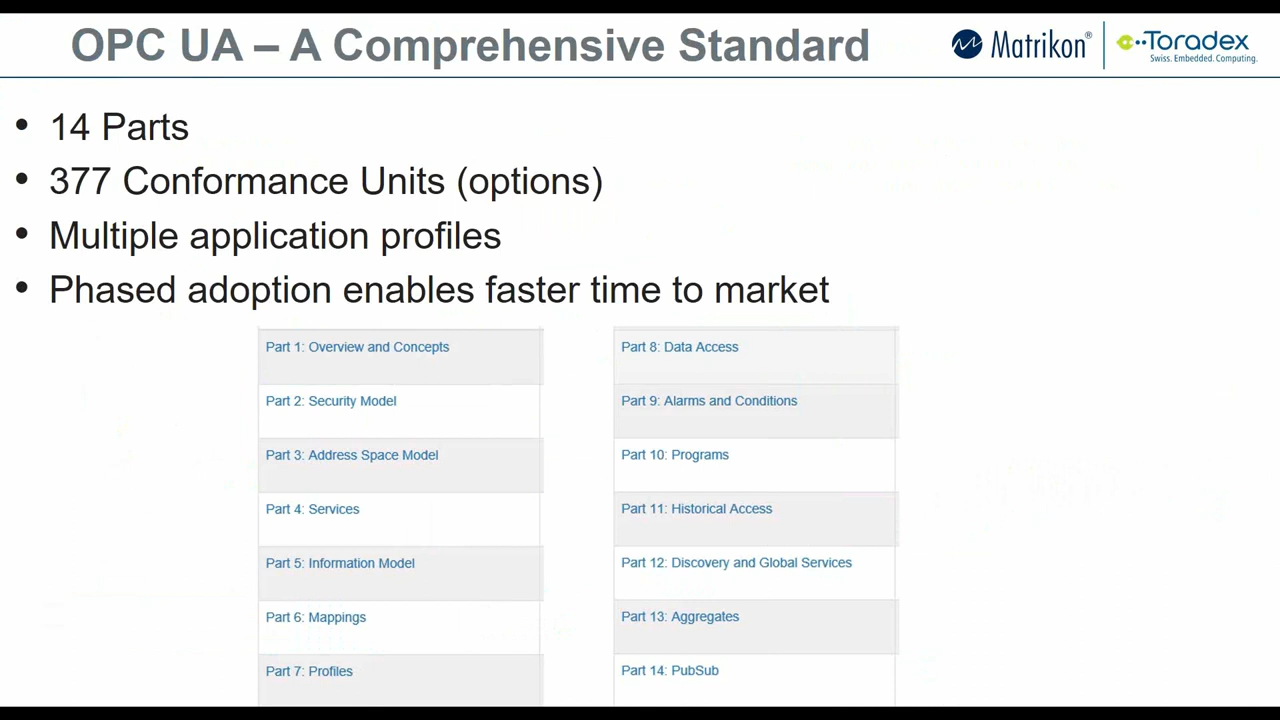 OPC UA – A Comprehensive Standard
Matrikon®
Toradex
Swiss. Embedded. Computing.
• 14 Parts
• 377 Conformance Units (options)
• Multiple application profiles
• Phased adoption enables faster time to market
Part 1: Overview and Concepts
Part 2: Security Model
Part 3: Address Space Model
Part 4: Services
Part 5: Information Model
Part 6: Mappings
Part 7: Profiles
Part 8: Data Access
Part 9: Alarms and Conditions
Part 10: Programs
Part 11: Historical Access
Part 12: Discovery and Global Services
Part 13: Aggregates
Part 14: PubSub